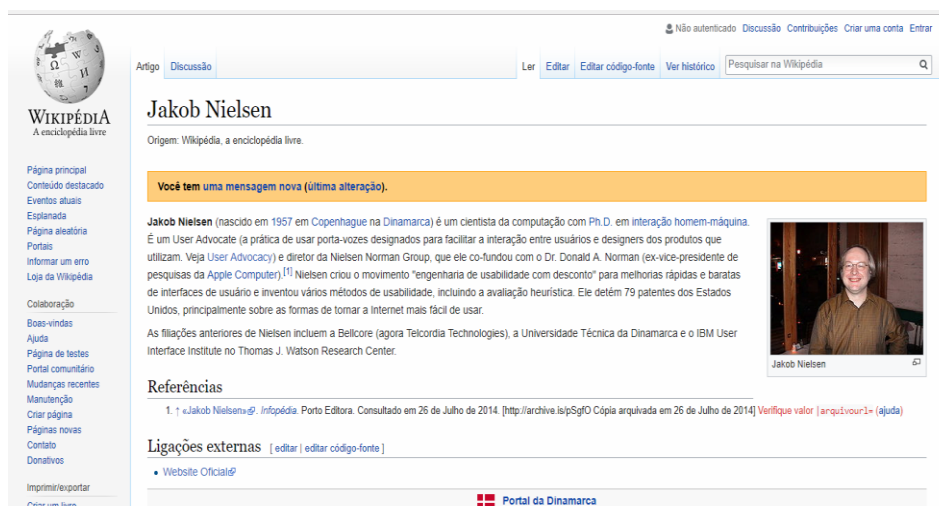 Não autenticado Discussão Contribuições Criar uma conta Entrar
Artigo Discussão Ler Editar Editar código-fonte Ver histórico Pesquisar na Wikipédia
WIKIPÉDIA
A enciclopédia livre
Página principal
Conteúdo destacado
Eventos atuais
Esplanada
Página aleatória
Portais
Informar um erro
Loja da Wikipédia
Colaboração
Boas-vindas
Ajuda
Página de testes
Portal comunitário
Mudanças recentes
Manutenção
Criar página
Páginas novas
Contato
Donativos
Imprimir/exportar
Criar um livro
Jakob Nielsen
Origem: Wikipédia, a enciclopédia livre.
Você tem uma mensagem nova (última alteração).
Jakob Nielsen (nascido em 1957 em Copenhague na Dinamarca) é um cientista da computação com Ph.D. em interação homem-máquina.
É um User Advocate (a prática de usar porta-vozes designados para facilitar a interação entre usuários e designers dos produtos que
utilizam. Veja User Advocacy) e diretor da Nielsen Norman Group, que ele co-fundou com o Dr. Donald A. Norman (ex-vice-presidente de
pesquisas da Apple Computer).[1] Nielsen criou o movimento "engenharia de usabilidade com desconto" para melhorias rápidas e baratas
de interfaces de usuário e inventou vários métodos de usabilidade, incluindo a avaliação heurística. Ele detém 79 patentes dos Estados
Unidos, principalmente sobre as formas de tornar a Internet mais fácil de usar.
As filiações anteriores de Nielsen incluem a Bellcore (agora Telcordia Technologies), a Universidade Técnica da Dinamarca e o IBM User
Interface Institute no Thomas J. Watson Research Center.
Jakob Nielsen
Referências
1. ↑ «Jakob Nielsen». Infopédia. Porto Editora. Consultado em 26 de Julho de 2014. [http://archive.is/pSgfO Cópia arquivada em 26 de Julho de 2014] Verifique valor |arquivourl= (ajuda)
Ligações externas [ editar | editar código-fonte ]
• Website Oficial
Portal da Dinamarca